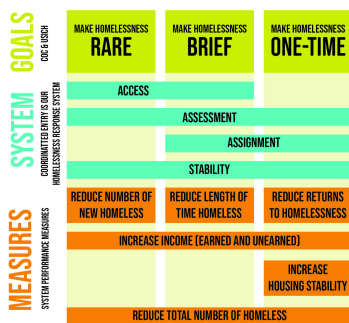 GOALS
COC & USICH
MAKE HOMELESSNESS
RARE
MAKE HOMELESSNESS
BRIEF
MAKE HOMELESSNESS
ONE-TIME
SYSTEM
COORDINATED ENTRY IS OUR
HOMELESSNESS RESPONSE SYSTEM
ACCESS
ASSESSMENT
ASSIGNMENT
STABILITY
MEASURES
SYSTEM PERFORMANCE MEASURES
REDUCE NUMBER OF
NEW HOMELESS
REDUCE LENGTH OF
TIME HOMELESS
REDUCE RETURNS
TO HOMELESSNESS
INCREASE INCOME (EARNED AND UNEARNED)
INCREASE
HOUSING STABILITY
REDUCE TOTAL NUMBER OF HOMELESS